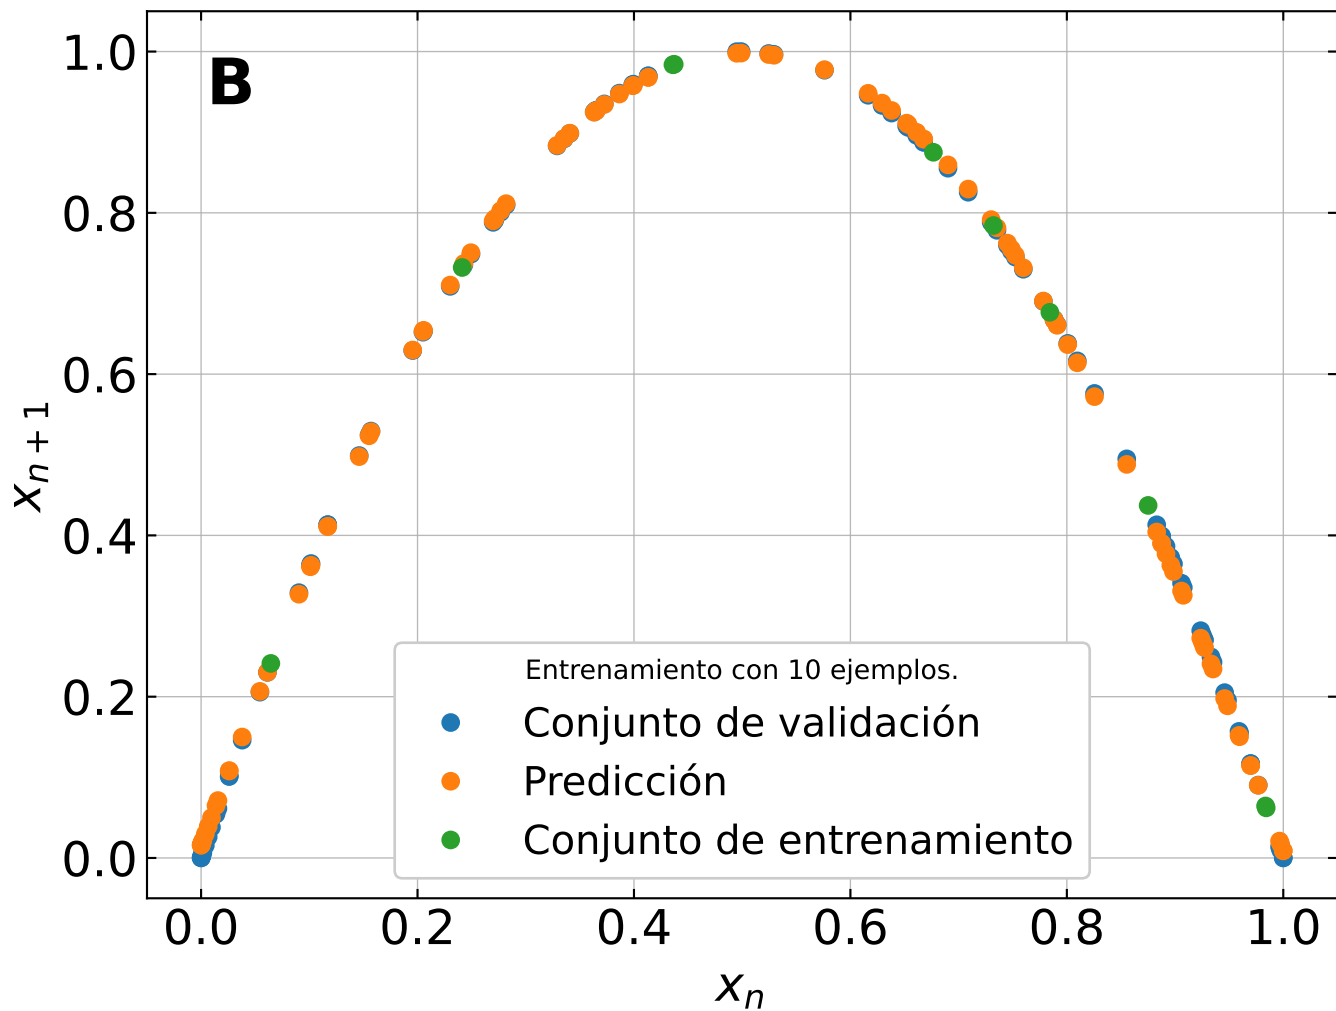 B
1.0
0.8
0.6
0.4
0.2
0.0
x_{n+1}
Entrenamiento con 10 ejemplos.
Conjunto de validación
Predicción
Conjunto de entrenamiento
0.0 0.2 0.4 0.6 0.8 1.0
x_n